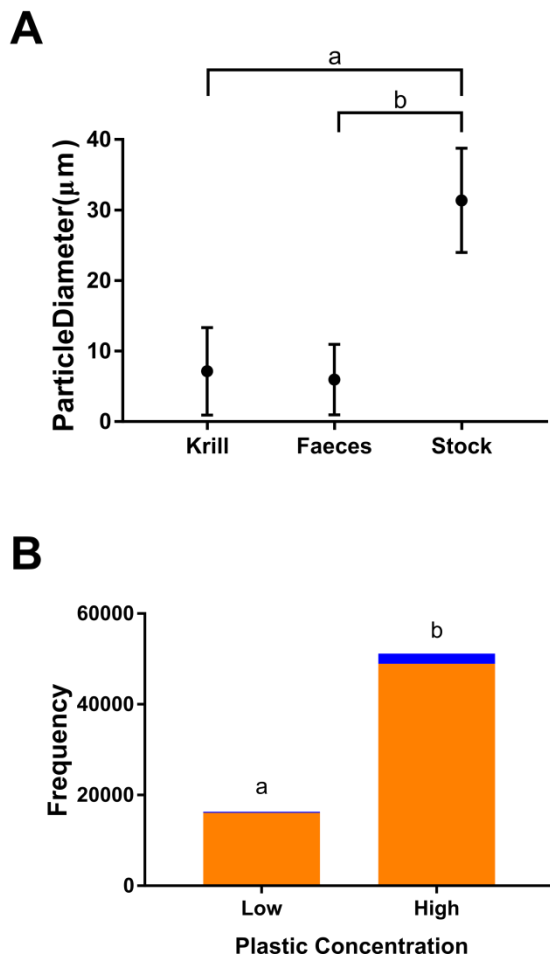 A
a
b
ParticleDiameter(μm)
40
30
20
10
0
Krill Faeces Stock
B
Frequency
60000
40000
20000
0
a
b
Low High
Plastic Concentration